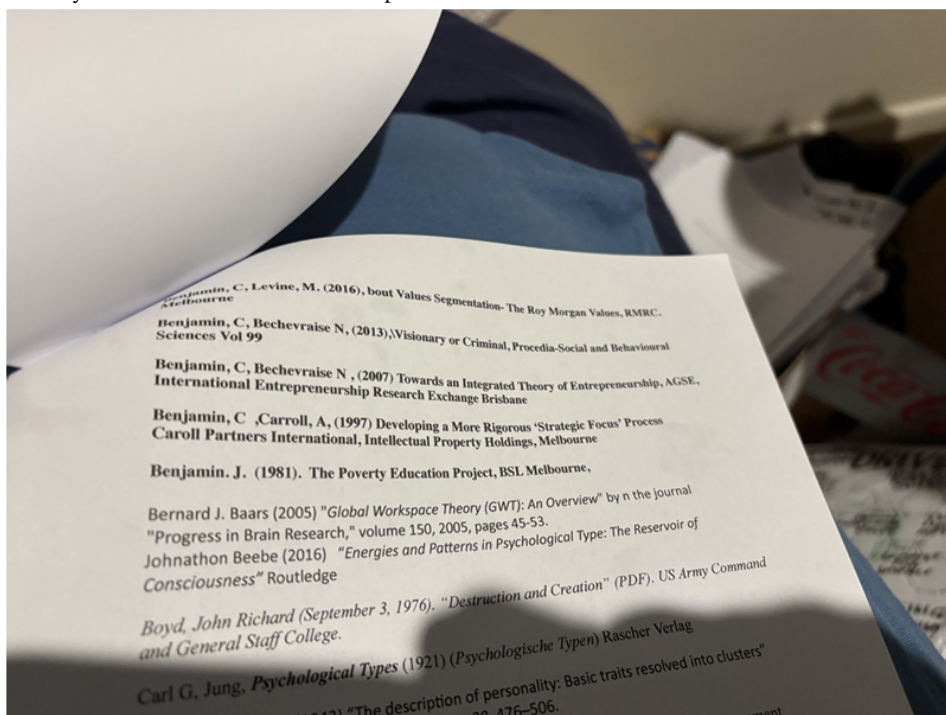 Benjamin, C, Levine, M. (2016), bout Values Segmentation- The Roy Morgan Values, RMRC.
Melbourne
Benjamin, C, Bechevraise N, (2013),\Visionary or Criminal, Procedia-Social and Behavioural
Sciences Vol 99
Benjamin, C, Bechevraise N , (2007) Towards an Integrated Theory of Entrepreneurship, AGSE,
International Entrepreneurship Research Exchange Brisbane
Benjamin, C ,Carroll, A, (1997) Developing a More Rigorous ‘Strategic Focus’ Process
Caroll Partners International, Intellectual Property Holdings, Melbourne
Benjamin. J. (1981). The Poverty Education Project, BSL Melbourne,
Bernard J. Baars (2005) "Global Workspace Theory (GWT): An Overview" by n the journal
"Progress in Brain Research," volume 150, 2005, pages 45-53.
Johnathon Beebe (2016) “Energies and Patterns in Psychological Type: The Reservoir of
Consciousness” Routledge
Boyd, John Richard (September 3, 1976). “Destruction and Creation” (PDF). US Army Command
and General Staff College.
Carl G, Jung, Psychological Types (1921) (Psychologische Typen) Rascher Verlag
“The description of personality: Basic traits resolved into clusters”
476–506.
Coca-Cola